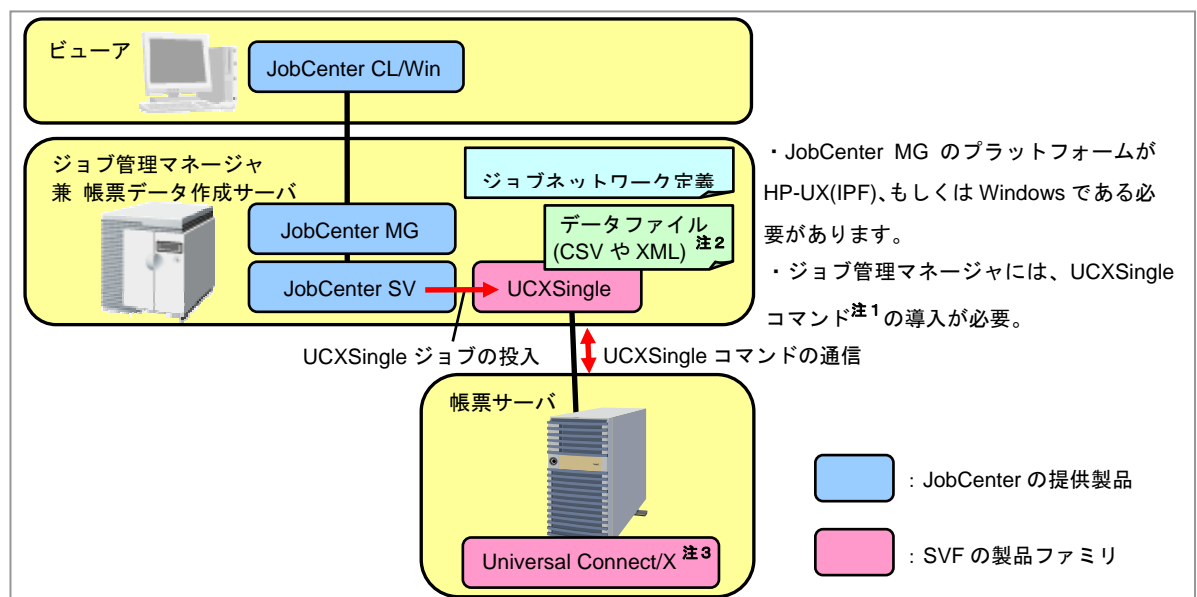 ビューア
JobCenter CL/Win
ジョブ管理マネージャ
兼 帳票データ作成サーバ
ジョブネットワーク定義
データファイル
(CSV や XML) 注２
JobCenter MG
JobCenter SV
UCXSingle
・JobCenter MG のプラットフォームが
HP-UX(IPF)、もしくは Windows である必
要があります。
・ジョブ管理マネージャには、UCXSingle
コマンド注１の導入が必要。
UCXSingle ジョブの投入
UCXSingle コマンドの通信
帳票サーバ
Universal Connect/X 注３
：JobCenter の提供製品
：SVF の製品ファミリ